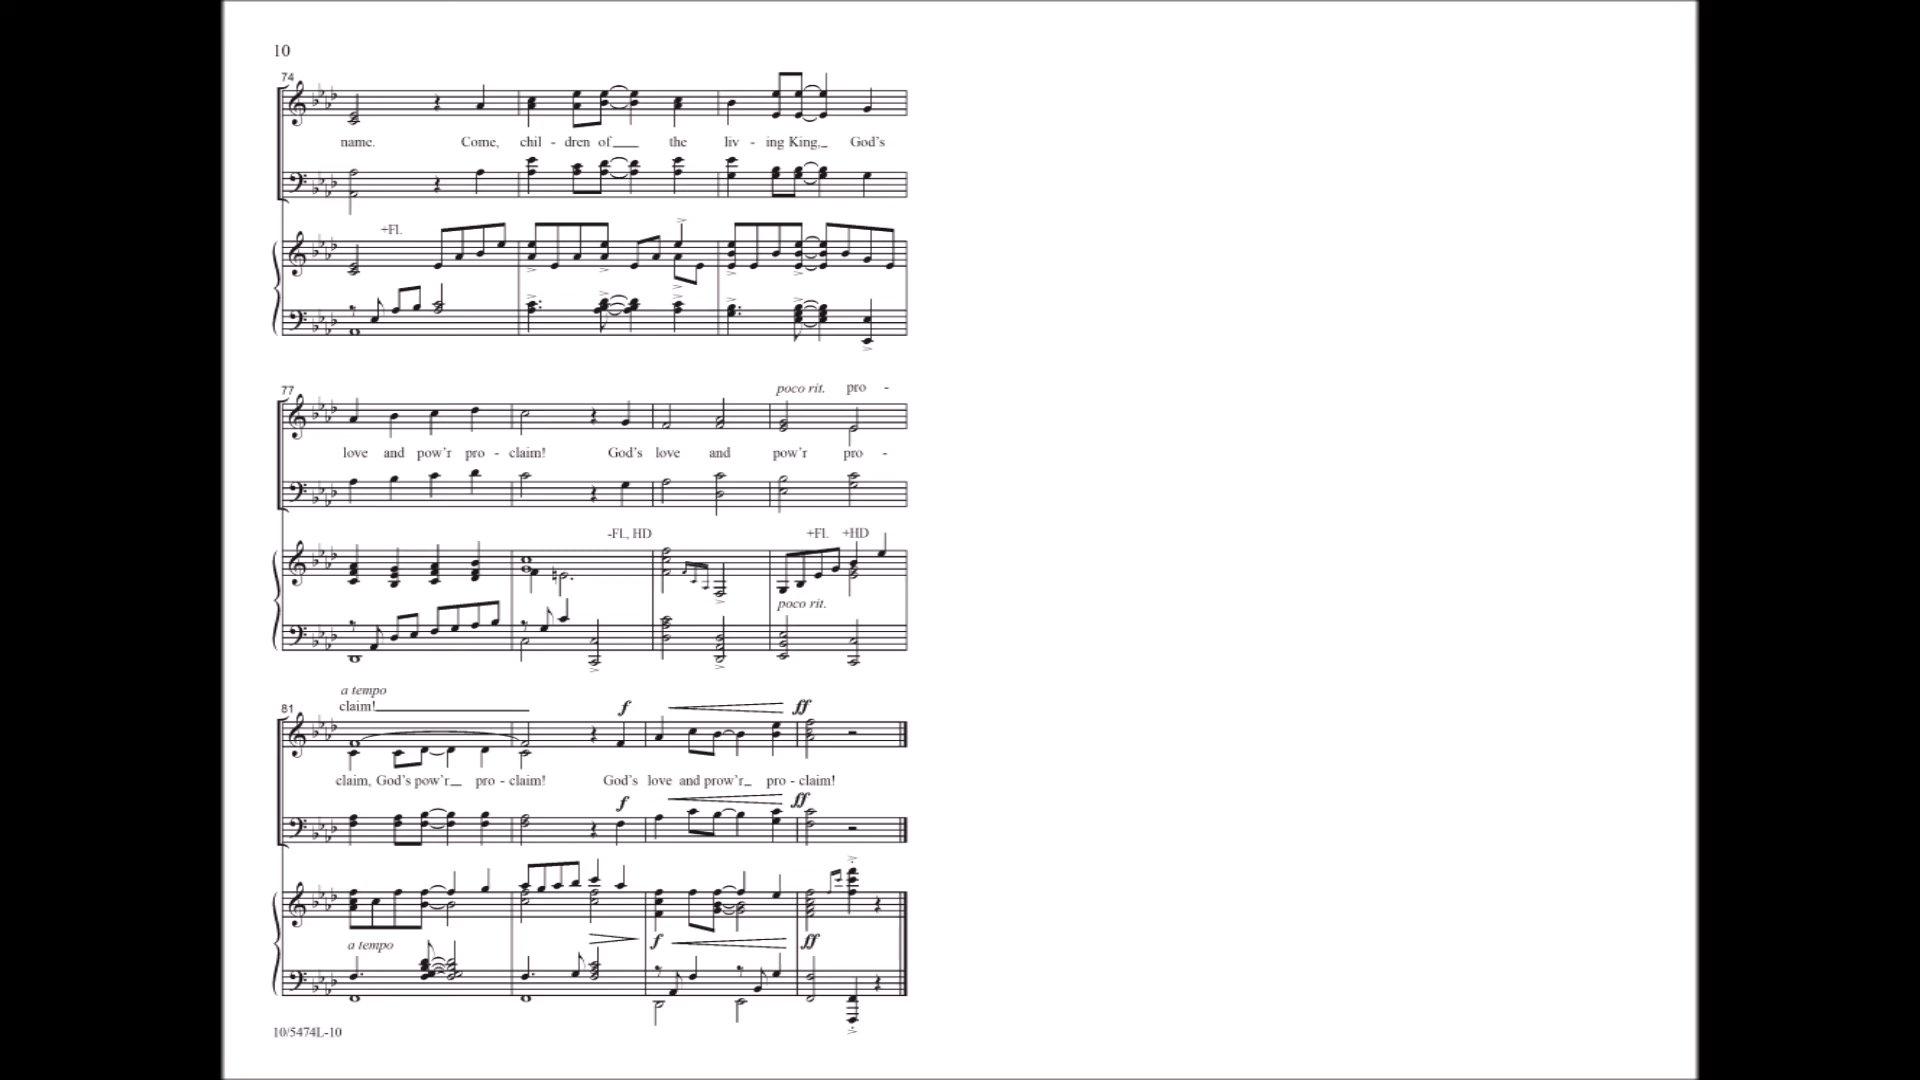 10
74
name. Come, chil - dren of the liv - ing King, God's
+Fl.
77
poco rit. pro -
love and pow'r pro - claim! God's love and pow'r pro -
-Fl., HD +Fl. +HD
poco rit.
a tempo
81
claim! f ff
claim, God's pow'r pro - claim! God's love and prow'r pro - claim!
f ff
a tempo f ff
10/5474L-10